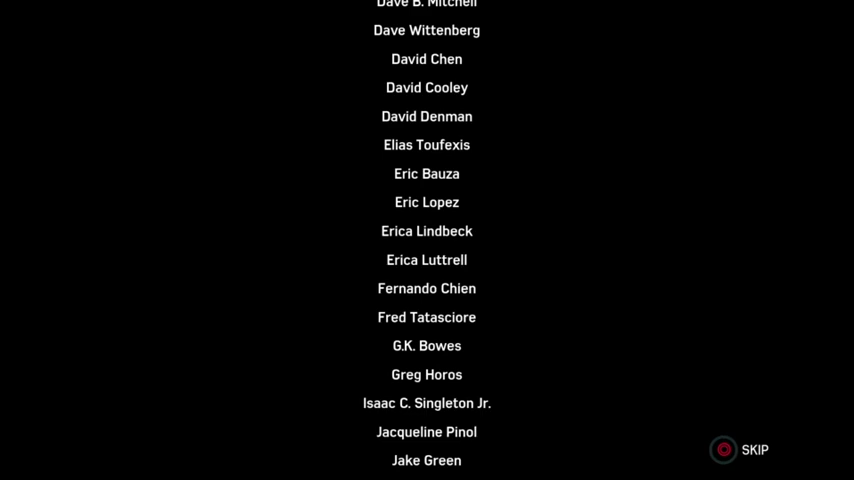 Dave B. Mitchell
Dave Wittenberg
David Chen
David Cooley
David Denman
Elias Toufexis
Eric Bauza
Eric Lopez
Erica Lindbeck
Erica Luttrell
Fernando Chien
Fred Tatasciore
G.K. Bowes
Greg Horos
Isaac C. Singleton Jr.
Jacqueline Pinol
Jake Green
SKIP